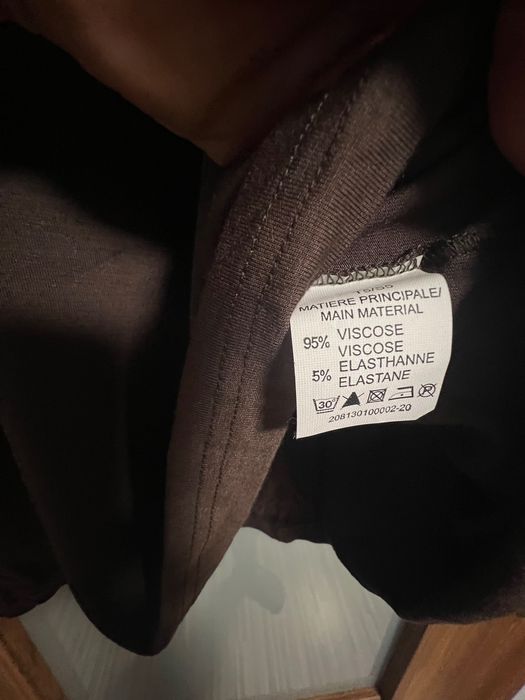 MATIERE PRINCIPALE/
MAIN MATERIAL
95% VISCOSE
VISCOSE
5% ELASTHANNE
ELASTANE
30°
208130100002-20